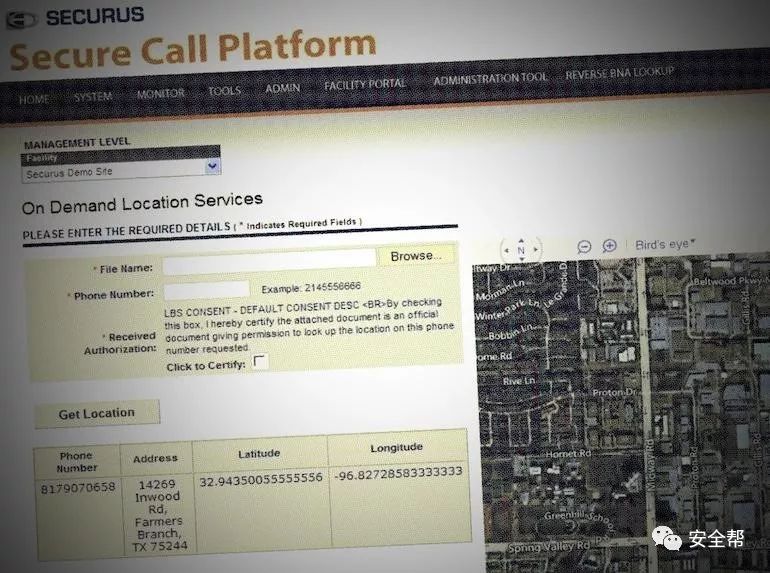 SECURUS
Secure Call Platform
HOME SYSTEM MONITOR TOOLS ADMIN FACILITY PORTAL ADMINISTRATION TOOL REVERSE BNA LOOKUP
MANAGEMENT LEVEL
Facility
Securus Demo Site
On Demand Location Services
PLEASE ENTER THE REQUIRED DETAILS ( * Indicates Required Fields )
* File Name: Browse...
* Phone Number: Example: 2145556666
LBS CONSENT - DEFAULT CONSENT DESC <BR>By checking
this box, I hereby certify the attached document is an official
document giving permission to look up the location on this phone
number requested.
* Received
Authorization:
Click to Certify:
Get Location
Phone
Number
Address
Latitude
Longitude
8179070658
14269
Inwood
Rd,
Farmers
Branch,
TX 75244
32.94350055555556
-96.82728583333333
N
Bird's eye
Morman Ln
Winterpark Ln
Bobbin Ln
Rive Ln
Proton Dr
Hornet Rd
Beltwood Pkwy
Greenhill School
Spring Valley Rd
安全帮